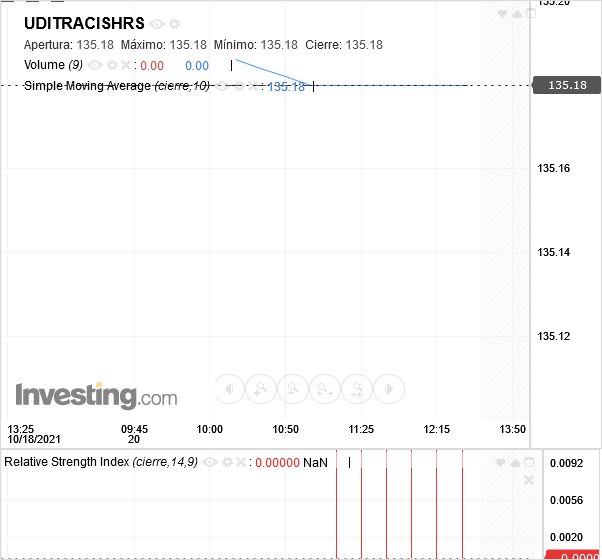 135.20
UDITRACISHRS
Apertura: 135.18 Máximo: 135.18 Mínimo: 135.18 Cierre: 135.18
Volume (9) : 0.00 0.00
Simple Moving Average (cierre,10) : 135.18
135.18
135.16
135.14
135.12
Investing.com
13:25 09:45 10:00 10:50 11:25 12:15 13:50
10/18/2021 20
Relative Strength Index (cierre,14,9) : 0.00000 NaN
0.0092
0.0056
0.0020
0.0000